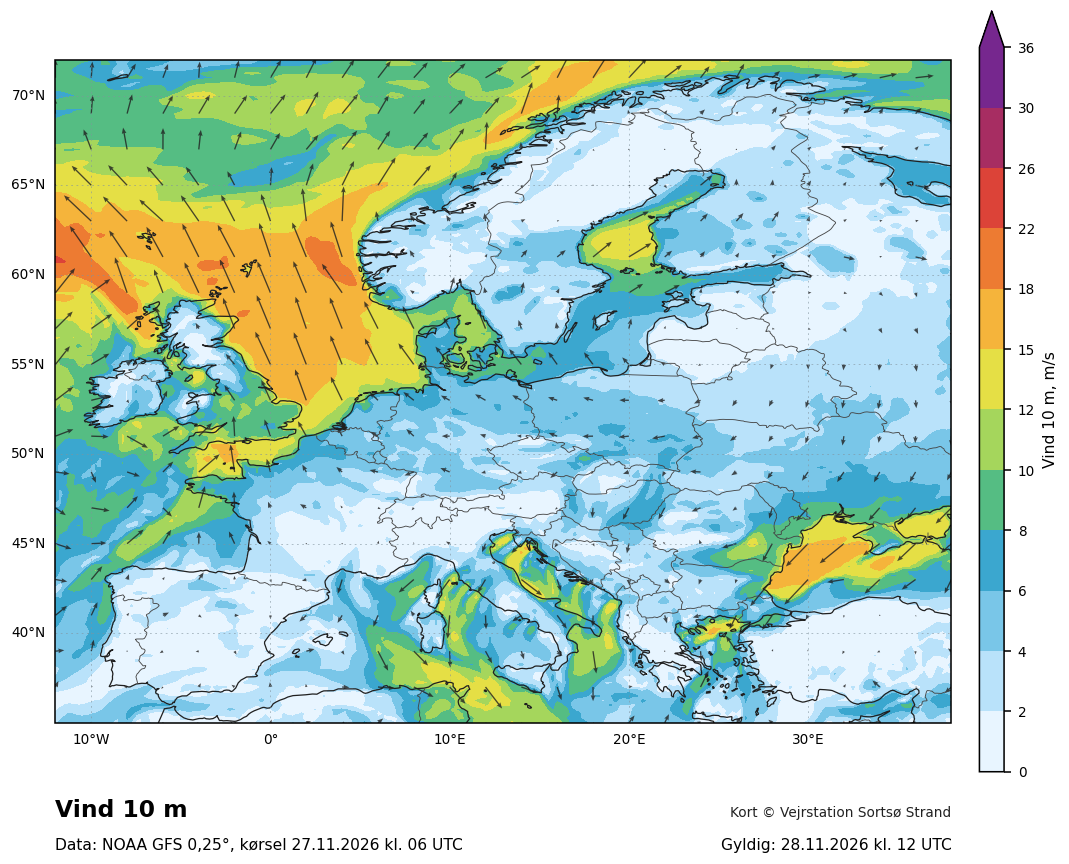 36
30
26
22
18
15
12
10
8
6
4
2
0
Vind 10 m, m/s
70°N
65°N
60°N
55°N
50°N
45°N
40°N
10°W
0°
10°E
20°E
30°E
Vind 10 m
Kort © Vejrstation Sortsø Strand
Data: NOAA GFS 0,25°, kørsel 27.11.2026 kl. 06 UTC
Gyldig: 28.11.2026 kl. 12 UTC